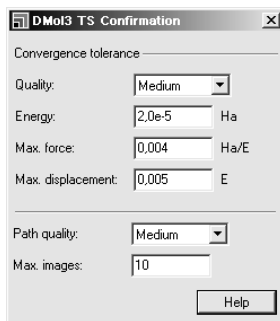 DMol3 TS Confirmation
Convergence tolerance
Quality: Medium
Energy: 2,0e-5 Ha
Max. force: 0,004 Ha/E
Max. displacement: 0,005 E
Path quality: Medium
Max. images: 10
Help